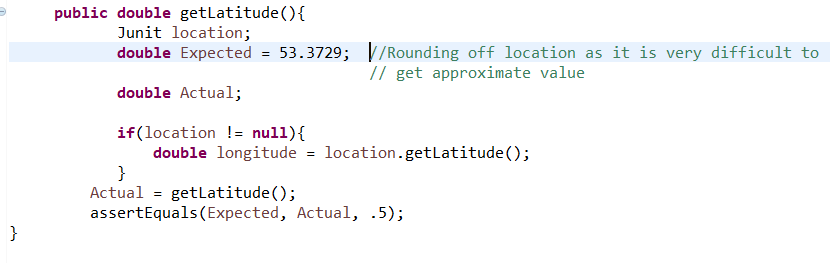 public double getLatitude(){
Junit location;
double Expected = 53.3729; //Rounding off location as it is very difficult to
// get approximate value
double Actual;
if(location != null){
double longitude = location.getLatitude();
}
Actual = getLatitude();
assertEquals(Expected, Actual, .5);
}